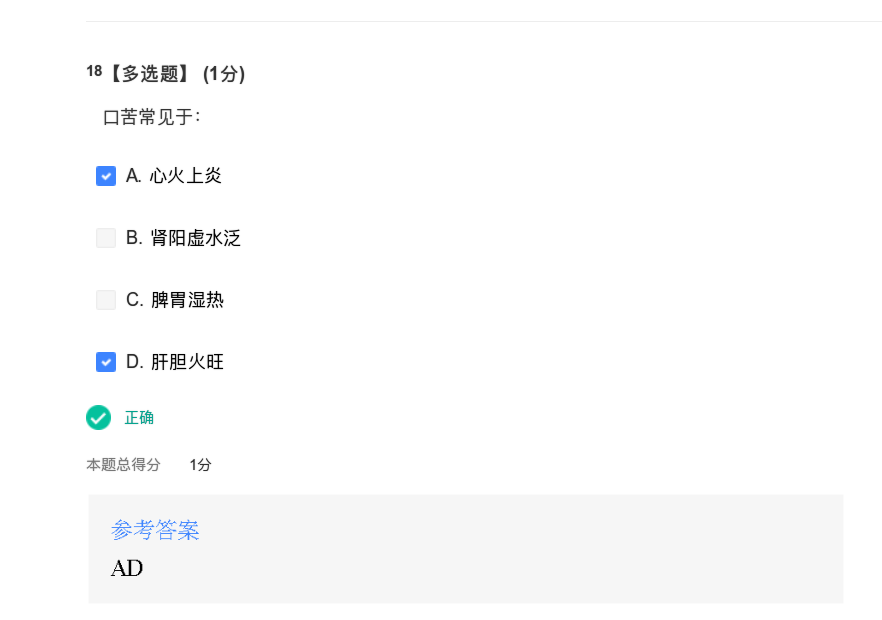 18【多选题】 (1分)
口苦常见于：
A. 心火上炎
B. 肾阳虚水泛
C. 脾胃湿热
D. 肝胆火旺
正确
本题总得分 1分
参考答案
AD